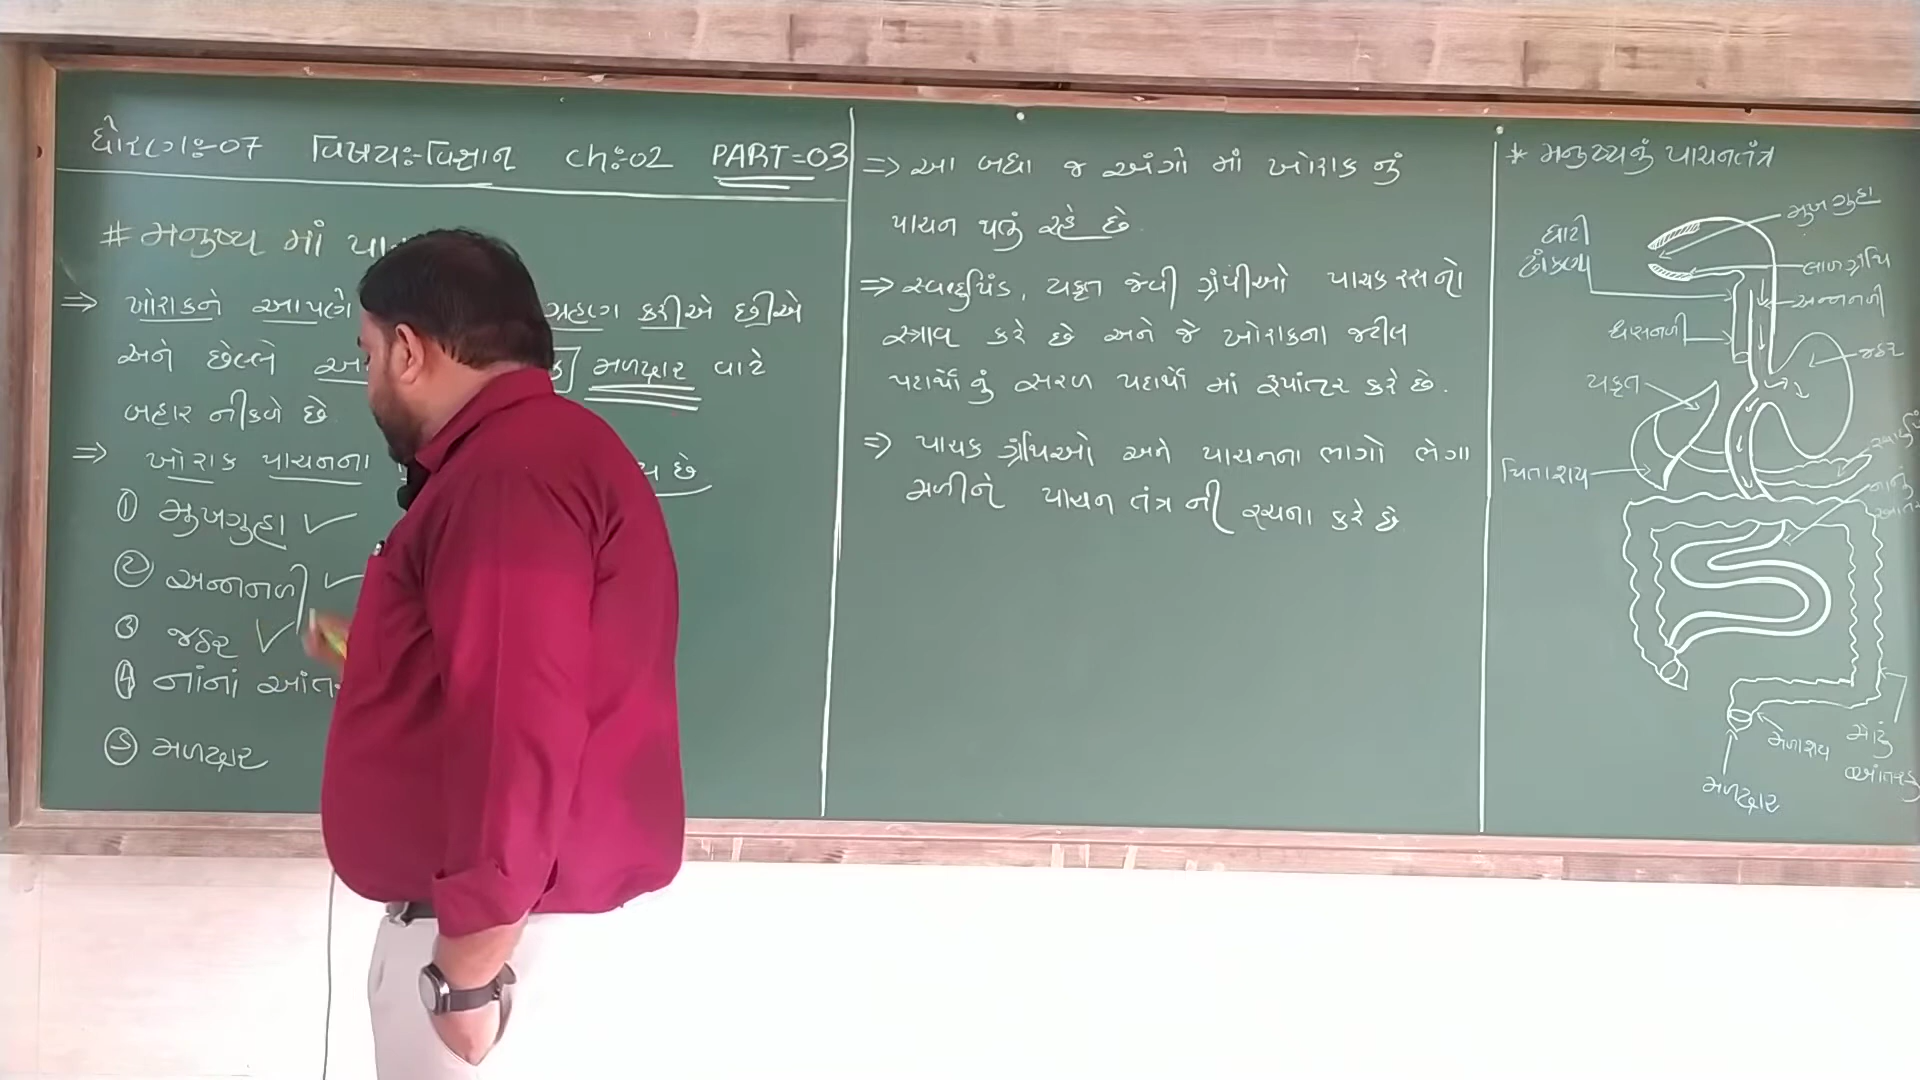 ધોરણઃ-07 વિષયઃ-વિજ્ઞાન ch:-02 PART=03
# મનુષ્ય માં
⇒ ખોરાકને આપણે ગ્રહણ કરીએ છીએ
અને છેલ્લે મળદ્વાર વાટે
બહાર નીકળે છે
⇒ ખોરાક પાચનના છે
① મુખગુહા ✓
② અન્નનળી ✓
③ જઠર ✓
④ નાંનાં
⑤ મળદ્વાર
⇒ આ બધા જ અંગો માં ખોરાક નું
પાચન થતું રહે છે.
⇒ સ્વાદુપિંડ, યકૃત જેવી ગ્રંથીઓ પાચક રસનો
સ્ત્રાવ કરે છે અને જે ખોરાકના જટીલ
પદાર્થો નું સરળ પદાર્થો માં રૂપાંતર કરે છે.
⇒ પાચક ગ્રંથિઓ અને પાચનના ભાગો ભેગા
મળીને પાચન તંત્ર ની રચના કરે છે
* મનુષ્યનું પાચનતંત્ર
મુખ ગુહા
ઘાટી
ઢાંકણ
લાળગ્રંથિ
અન્નનળી
શ્વાસનળી
જઠર
યકૃત
પિતાશય
નાનું
મોટું
આંતરડુ
મળાશય
મળદ્વાર